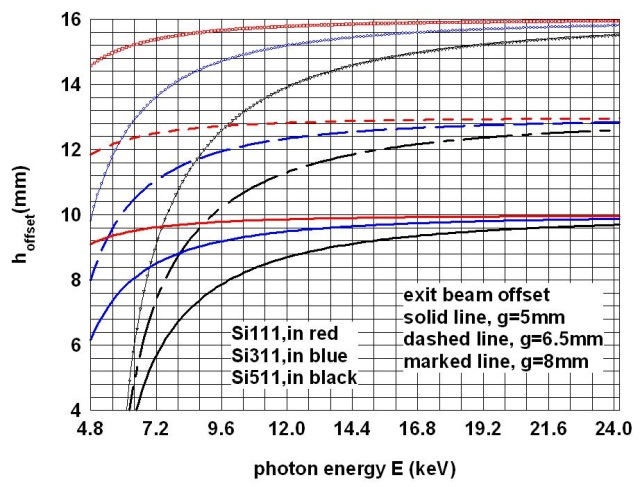 16
14
12
10
8
6
4
h_offset(mm)
Si111,in red
Si311,in blue
Si511,in black
exit beam offset
solid line, g=5mm
dashed line, g=6.5mm
marked line, g=8mm
4.8 7.2 9.6 12.0 14.4 16.8 19.2 21.6 24.0
photon energy E (keV)